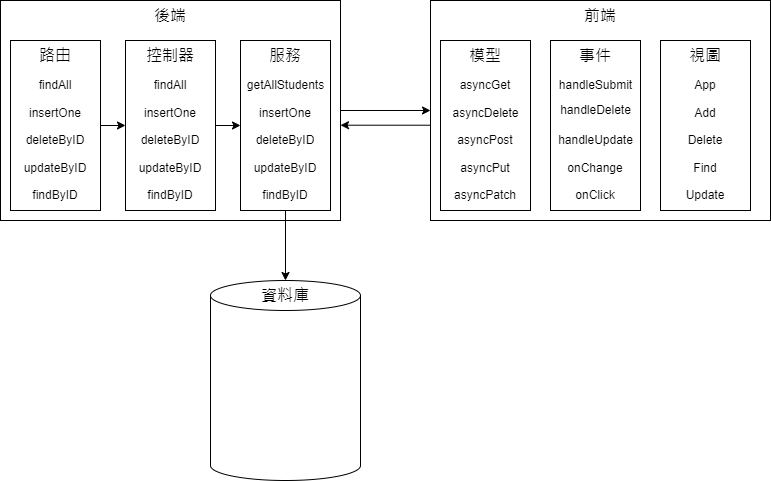 後端
路由
findAll
insertOne
deleteByID
updateByID
findByID
控制器
findAll
insertOne
deleteByID
updateByID
findByID
服務
getAllStudents
insertOne
deleteByID
updateByID
findByID
前端
模型
asyncGet
asyncDelete
asyncPost
asyncPut
asyncPatch
事件
handleSubmit
handleDelete
handleUpdate
onChange
onClick
視圖
App
Add
Delete
Find
Update
資料庫